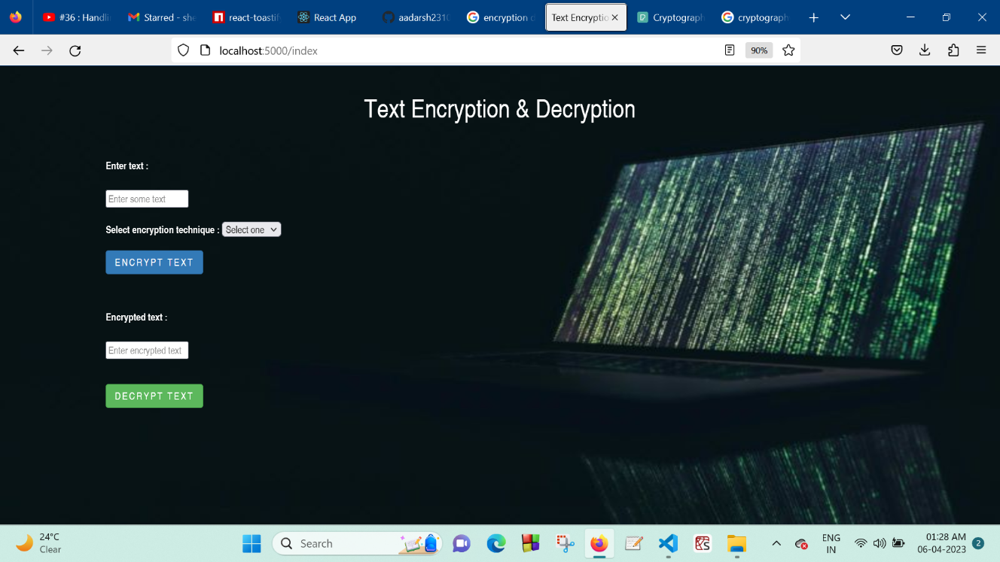 #36 : Handli
Starred - she
react-toastif
React App
aadarsh2310
encryption d
Text Encryptio
Cryptograph
cryptograph
localhost:5000/index
90%
Text Encryption & Decryption
Enter text :
Enter some text
Select encryption technique : Select one
ENCRYPT TEXT
Encrypted text :
Enter encrypted text
DECRYPT TEXT
24°C
Clear
Search
ENG
IN
01:28 AM
06-04-2023
2